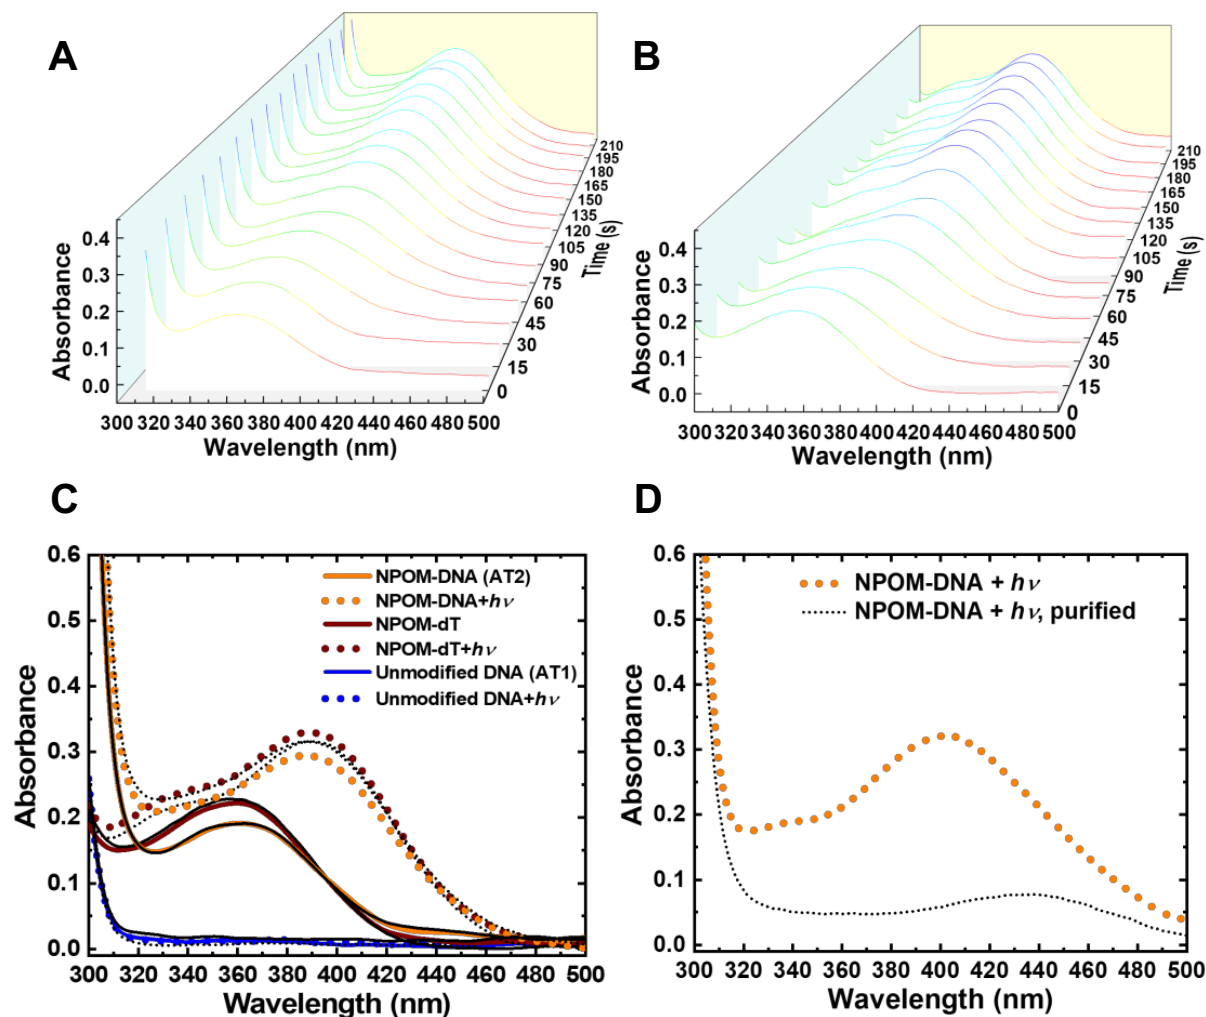 A
0.4
0.3
0.2
0.1
0.0
Absorbance
300 320 340 360 380 400 420 440 460 480 500
Wavelength (nm)
0
15
30
45
60
75
90
105
120
135
150
165
180
195
210
Time (s)
B
0.4
0.3
0.2
0.1
0.0
Absorbance
300 320 340 360 380 400 420 440 460 480 500
Wavelength (nm)
0
15
30
45
60
75
90
105
120
135
150
165
180
195
210
Time (s)
C
0.6
0.5
0.4
0.3
0.2
0.1
0.0
Absorbance
NPOM-DNA (AT2)
NPOM-DNA+hν
NPOM-dT
NPOM-dT+hν
Unmodified DNA (AT1)
Unmodified DNA+hν
300 320 340 360 380 400 420 440 460 480 500
Wavelength (nm)
D
0.6
0.5
0.4
0.3
0.2
0.1
0.0
Absorbance
NPOM-DNA + hν
NPOM-DNA + hν, purified
300 320 340 360 380 400 420 440 460 480 500
Wavelength (nm)